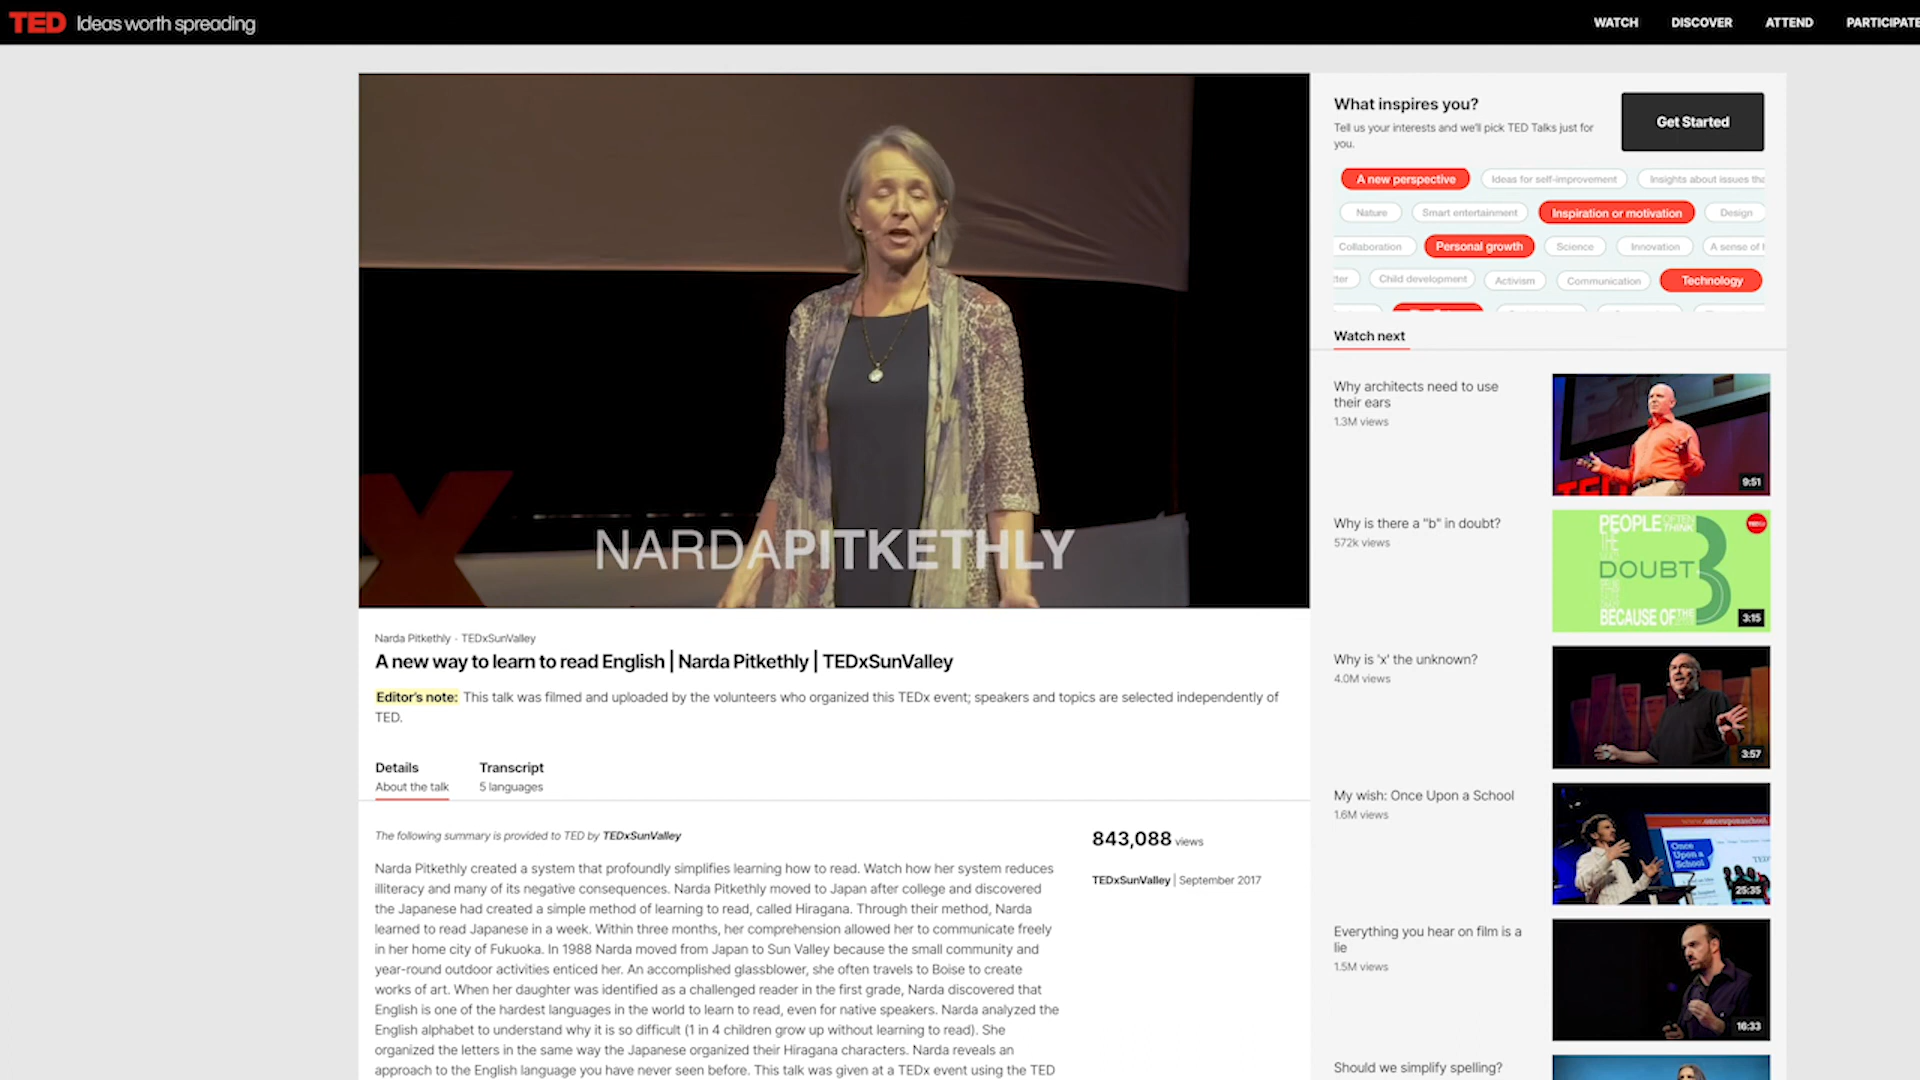 TED Ideas worth spreading
WATCH DISCOVER ATTEND PARTICIPATE
NARDAPITKETHLY
Narda Pitkethly · TEDxSunValley
A new way to learn to read English | Narda Pitkethly | TEDxSunValley
Editor's note: This talk was filmed and uploaded by the volunteers who organized this TEDx event; speakers and topics are selected independently of
TED.
Details
About the talk
Transcript
5 languages
The following summary is provided to TED by TEDxSunValley
Narda Pitkethly created a system that profoundly simplifies learning how to read. Watch how her system reduces
illiteracy and many of its negative consequences. Narda Pitkethly moved to Japan after college and discovered
the Japanese had created a simple method of learning to read, called Hiragana. Through their method, Narda
learned to read Japanese in a week. Within three months, her comprehension allowed her to communicate freely
in her home city of Fukuoka. In 1988 Narda moved from Japan to Sun Valley because the small community and
year-round outdoor activities enticed her. An accomplished glassblower, she often travels to Boise to create
works of art. When her daughter was identified as a challenged reader in the first grade, Narda discovered that
English is one of the hardest languages in the world to learn to read, even for native speakers. Narda analyzed the
English alphabet to understand why it is so difficult (1 in 4 children grow up without learning to read). She
organized the letters in the same way the Japanese organized their Hiragana characters. Narda reveals an
approach to the English language you have never seen before. This talk was given at a TEDx event using the TED
843,088 views
TEDxSunValley | September 2017
What inspires you?
Tell us your interests and we'll pick TED Talks just for
you.
Get Started
A new perspective Ideas for self-improvement Insights about issues tha
Nature Smart entertainment Inspiration or motivation Design
Collaboration Personal growth Science Innovation A sense of
Child development Activism Communication Technology
Watch next
Why architects need to use
their ears
1.3M views
9:51
Why is there a "b" in doubt?
572k views
PEOPLE OFTEN
THINK
THE
DOUBT B
BECAUSE OF THE
3:15
Why is 'x' the unknown?
4.0M views
3:57
My wish: Once Upon a School
1.6M views
Once
Upon a
School
25:35
Everything you hear on film is a
lie
1.5M views
16:33
Should we simplify spelling?